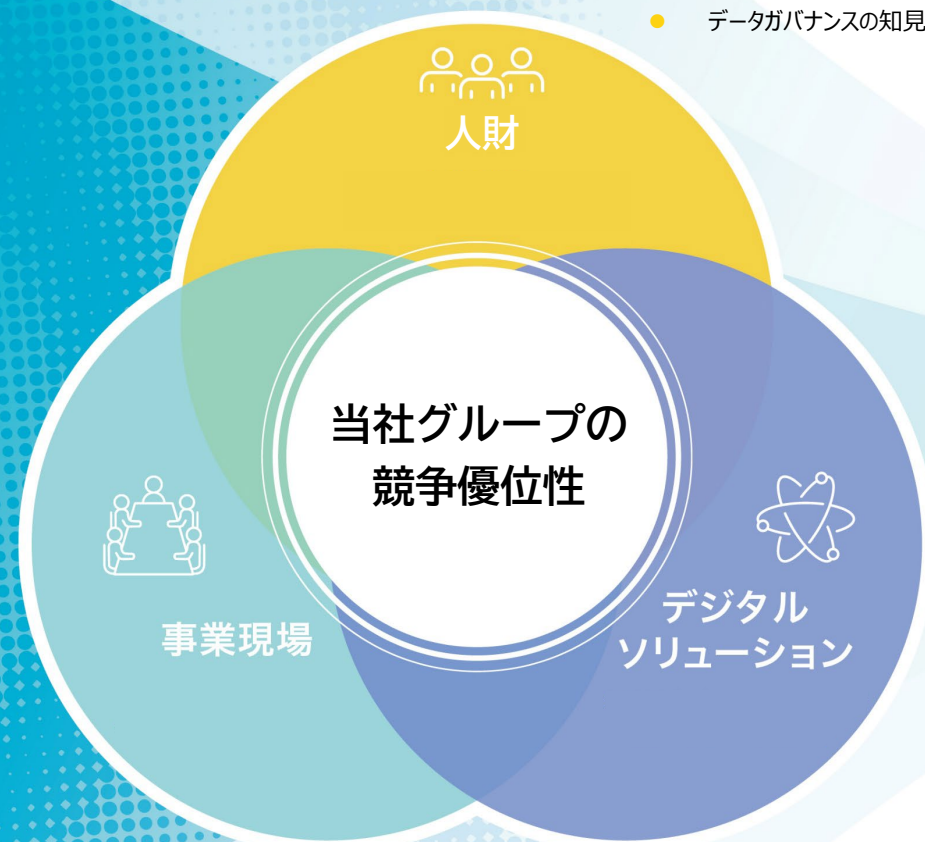 ● データガバナンスの知見
人財
当社グループの
競争優位性
事業現場
デジタル
ソリューション